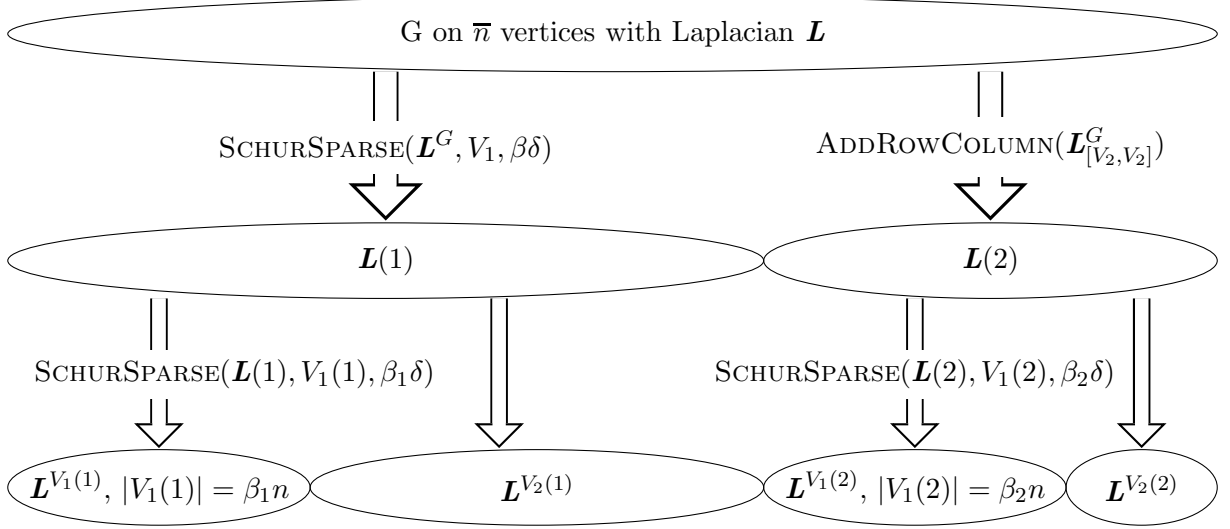 G on n̅ vertices with Laplacian L
SCHURSPARSE(L^G, V_1, βδ)
ADDROWCOLUMN(L^G_{[V_2,V_2]})
L(1)
L(2)
SCHURSPARSE(L(1), V_1(1), β_1δ)
SCHURSPARSE(L(2), V_1(2), β_2δ)
L^{V_1(1)}, |V_1(1)| = β_1n
L^{V_2(1)}
L^{V_1(2)}, |V_1(2)| = β_2n
L^{V_2(2)}